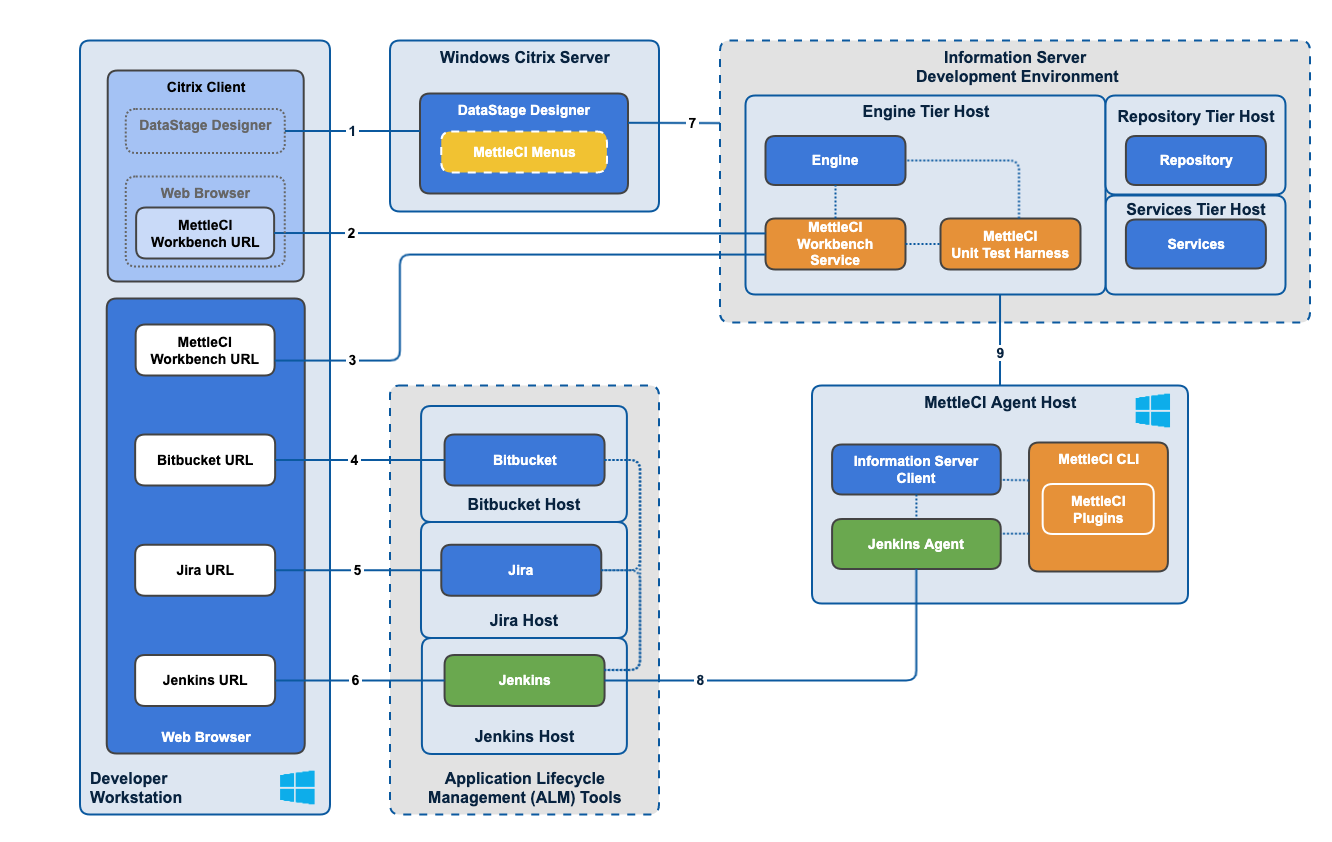 Citrix Client
DataStage Designer
Web Browser
MettleCI
Workbench URL
MettleCI
Workbench URL
Bitbucket URL
Jira URL
Jenkins URL
Web Browser
Developer
Workstation
1
2
3
4
5
6
Windows Citrix Server
DataStage Designer
MettleCI Menus
7
Information Server
Development Environment
Engine Tier Host
Engine
MettleCI
Workbench
Service
MettleCI
Unit Test Harness
Repository Tier Host
Repository
Services Tier Host
Services
9
Bitbucket
Bitbucket Host
Jira
Jira Host
Jenkins
Jenkins Host
Application Lifecycle
Management (ALM) Tools
8
MettleCI Agent Host
Information Server
Client
Jenkins Agent
MettleCI CLI
MettleCI
Plugins